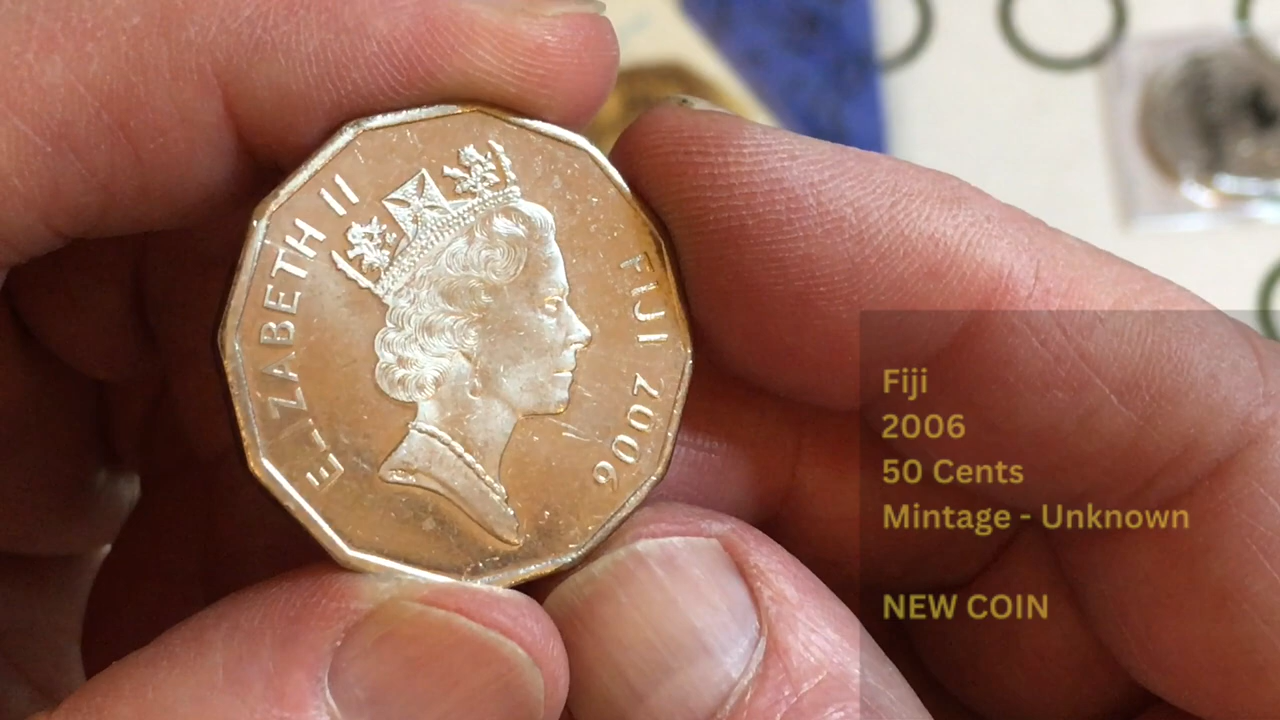 ELIZABETH II
FIJI 2006
Fiji
2006
50 Cents
Mintage - Unknown
NEW COIN